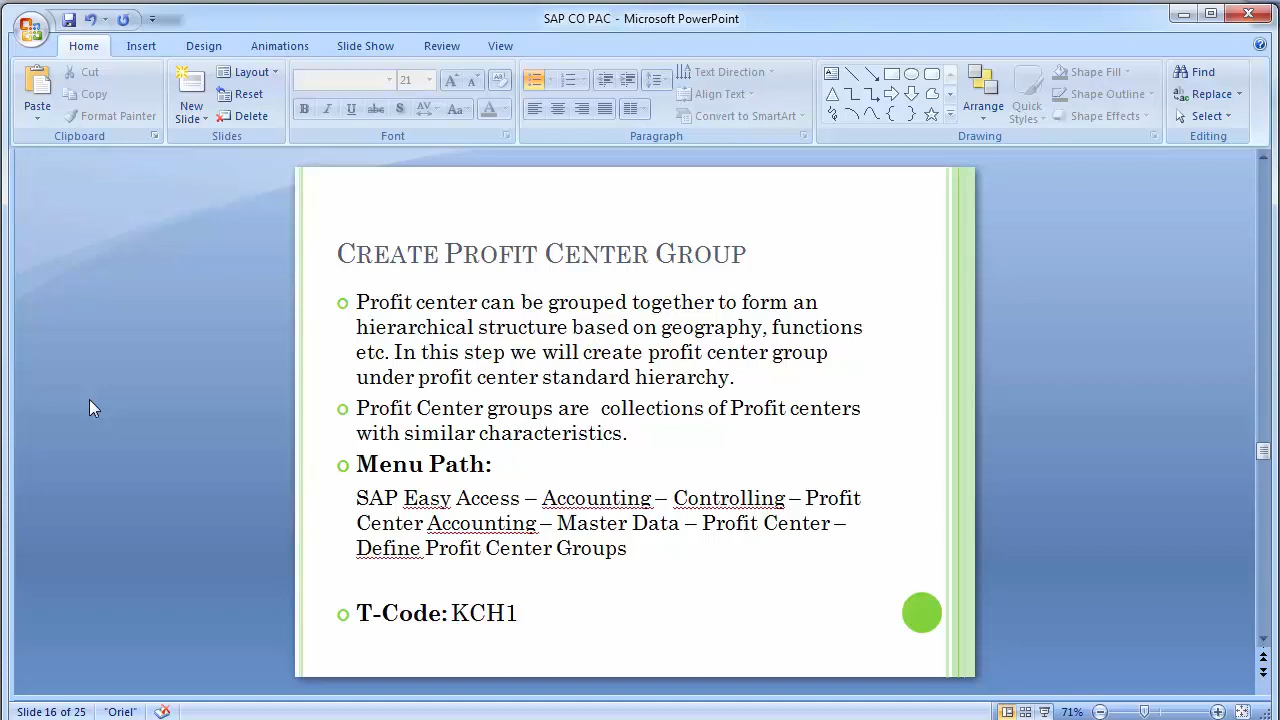 SAP CO PAC - Microsoft PowerPoint
Home Insert Design Animations Slide Show Review View
Paste
Cut
Copy
Format Painter
Clipboard
New
Slide
Layout
Reset
Delete
Slides
21
B I U abc S AV Aa A
Font
Text Direction
Align Text
Convert to SmartArt
Paragraph
Arrange
Quick
Styles
Shape Fill
Shape Outline
Shape Effects
Drawing
Find
Replace
Select
Editing
CREATE PROFIT CENTER GROUP
Profit center can be grouped together to form an
hierarchical structure based on geography, functions
etc. In this step we will create profit center group
under profit center standard hierarchy.
Profit Center groups are  collections of Profit centers
with similar characteristics.
Menu Path:
SAP Easy Access – Accounting – Controlling – Profit
Center Accounting – Master Data – Profit Center –
Define Profit Center Groups
T-Code: KCH1
Slide 16 of 25 "Oriel" 71%